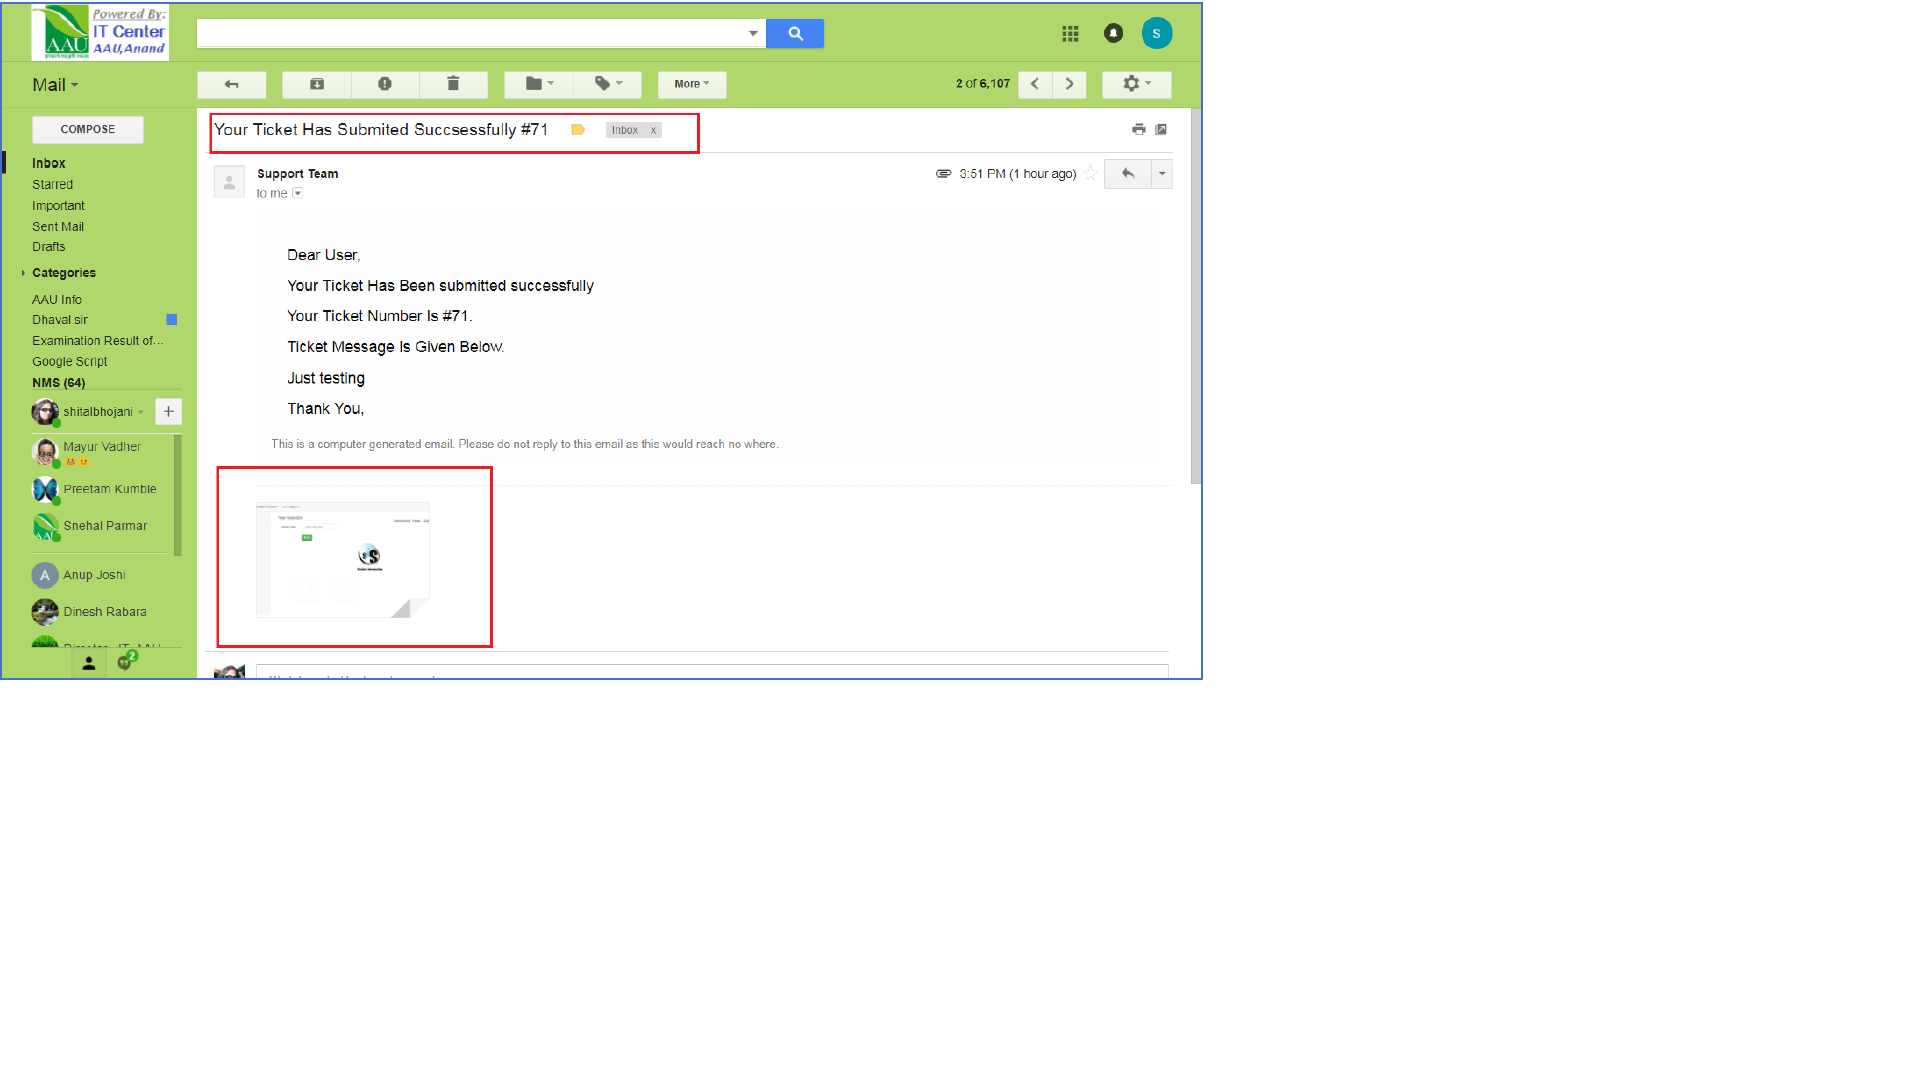 Powered By:
IT Center
AAU,Anand
AAU
S
Mail
More
2 of 6,107
COMPOSE
Your Ticket Has Submited Succsessfully #71
Inbox x
Inbox
Starred
Important
Sent Mail
Drafts
Categories
AAU Info
Dhaval sir
Examination Result of...
Google Script
NMS (64)
shitalbhojani
Mayur Vadher
Preetam Kumble
Snehal Parmar
AAU
A
Anup Joshi
Dinesh Rabara
2
Support Team
3:51 PM (1 hour ago)
to me
Dear User,
Your Ticket Has Been submitted successfully
Your Ticket Number Is #71.
Ticket Message Is Given Below.
Just testing
Thank You,
This is a computer generated email. Please do not reply to this email as this would reach no where.
Your Selection